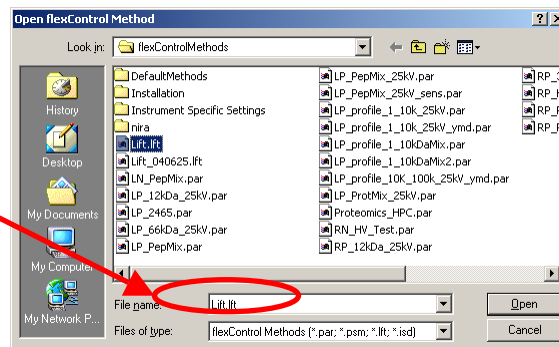 Open flexControl Method
Look in:
flexControlMethods
History
Desktop
My Documents
My Computer
My Network P...
DefaultMethods
Installation
Instrument Specific Settings
nira
Lift.lft
Lift_040625.lft
LN_PepMix.par
LP_12kDa_25kV.par
LP_2465.par
LP_66kDa_25kV.par
LP_PepMix.par
LP_PepMix_25kV.par
LP_PepMix_25kV_sens.par
LP_profile_1_10k_25kV.par
LP_profile_1_10k_25kV_ymd.par
LP_profile_1_10kDaMix.par
LP_profile_1_10kDaMix2.par
LP_profile_10K_100k_25kV_ymd.par
LP_ProtMix_25kV.par
Proteomics_HPC.par
RN_HV_Test.par
RP_12kDa_25kV.par
File name:
Lift.lft
Open
Files of type:
flexControl Methods (*.par; *.psm; *.lft; *.isd)
Cancel